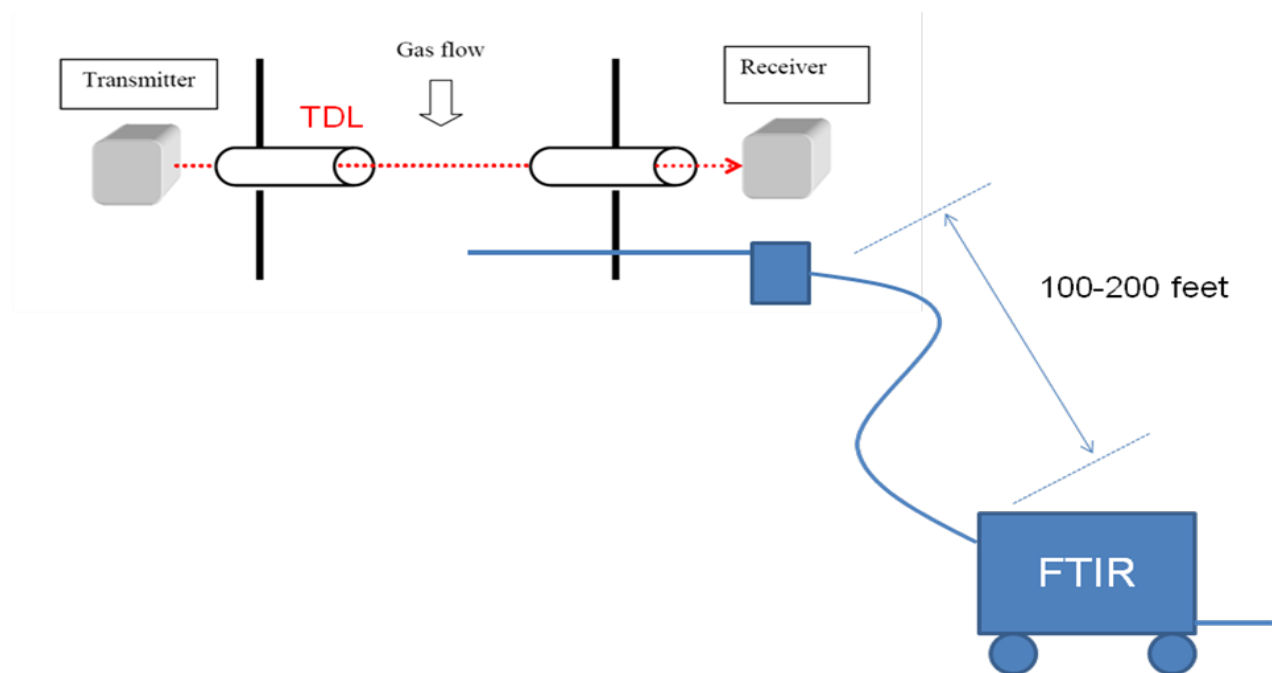 Gas flow
Transmitter
Receiver
TDL
100-200 feet
FTIR